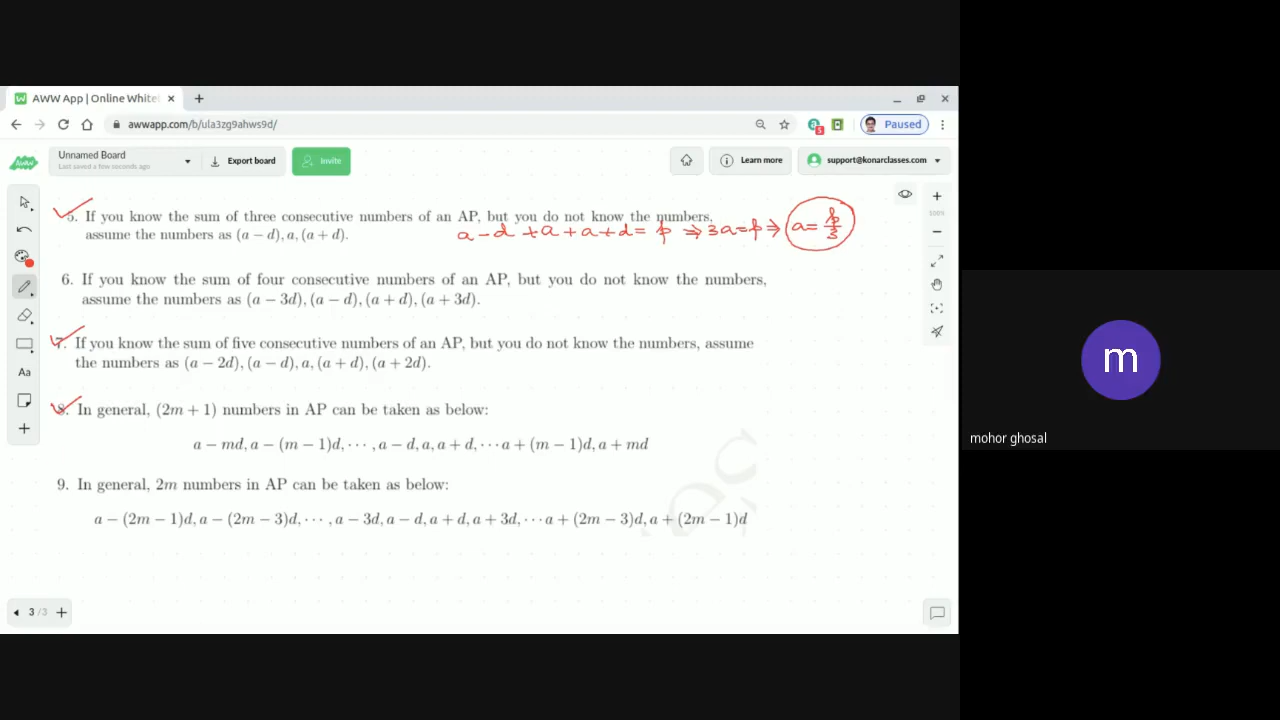 AWW App | Online White
awwapp.com/b/ula3zg9ahws9d/
Paused
Unnamed Board
Last saved a few seconds ago
Export board
Invite
Learn more
support@konarclasses.com
5. If you know the sum of three consecutive numbers of an AP, but you do not know the numbers,
assume the numbers as (a − d), a, (a + d).
a - d + a + a + d = p ⇒ 3a = p ⇒ a = p/3
6. If you know the sum of four consecutive numbers of an AP, but you do not know the numbers,
assume the numbers as (a − 3d), (a − d), (a + d), (a + 3d).
7. If you know the sum of five consecutive numbers of an AP, but you do not know the numbers, assume
the numbers as (a − 2d), (a − d), a, (a + d), (a + 2d).
8. In general, (2m + 1) numbers in AP can be taken as below:
a − md, a − (m − 1)d, ··· , a − d, a, a + d, ··· a + (m − 1)d, a + md
9. In general, 2m numbers in AP can be taken as below:
a − (2m − 1)d, a − (2m − 3)d, ··· , a − 3d, a − d, a + d, a + 3d, ··· a + (2m − 3)d, a + (2m − 1)d
Aa
100%
3 / 3
m
mohor ghosal